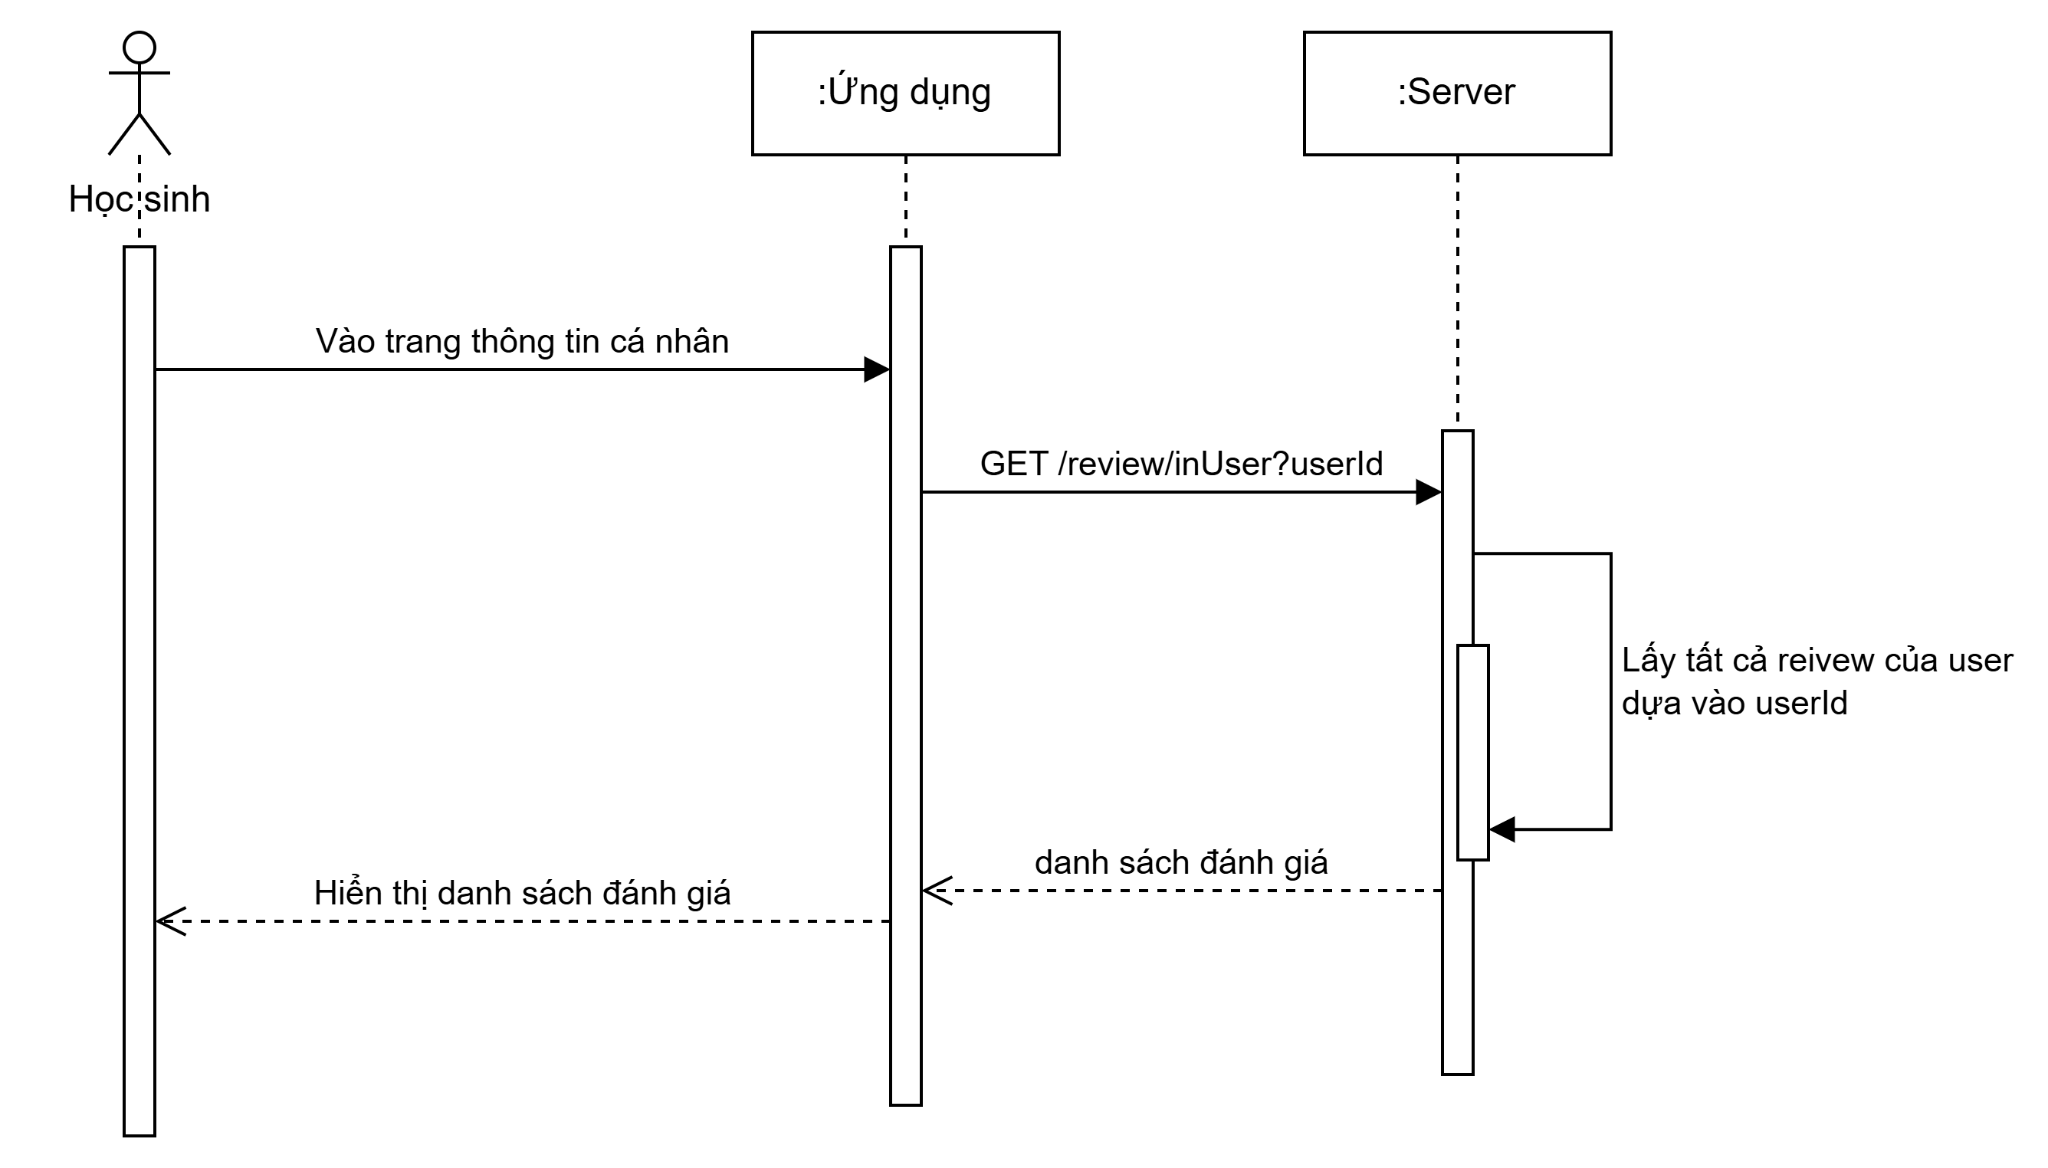 :Ứng dụng
:Server
Học sinh
Vào trang thông tin cá nhân
GET /review/inUser?userId
Lấy tất cả reivew của user
dựa vào userId
danh sách đánh giá
Hiển thị danh sách đánh giá